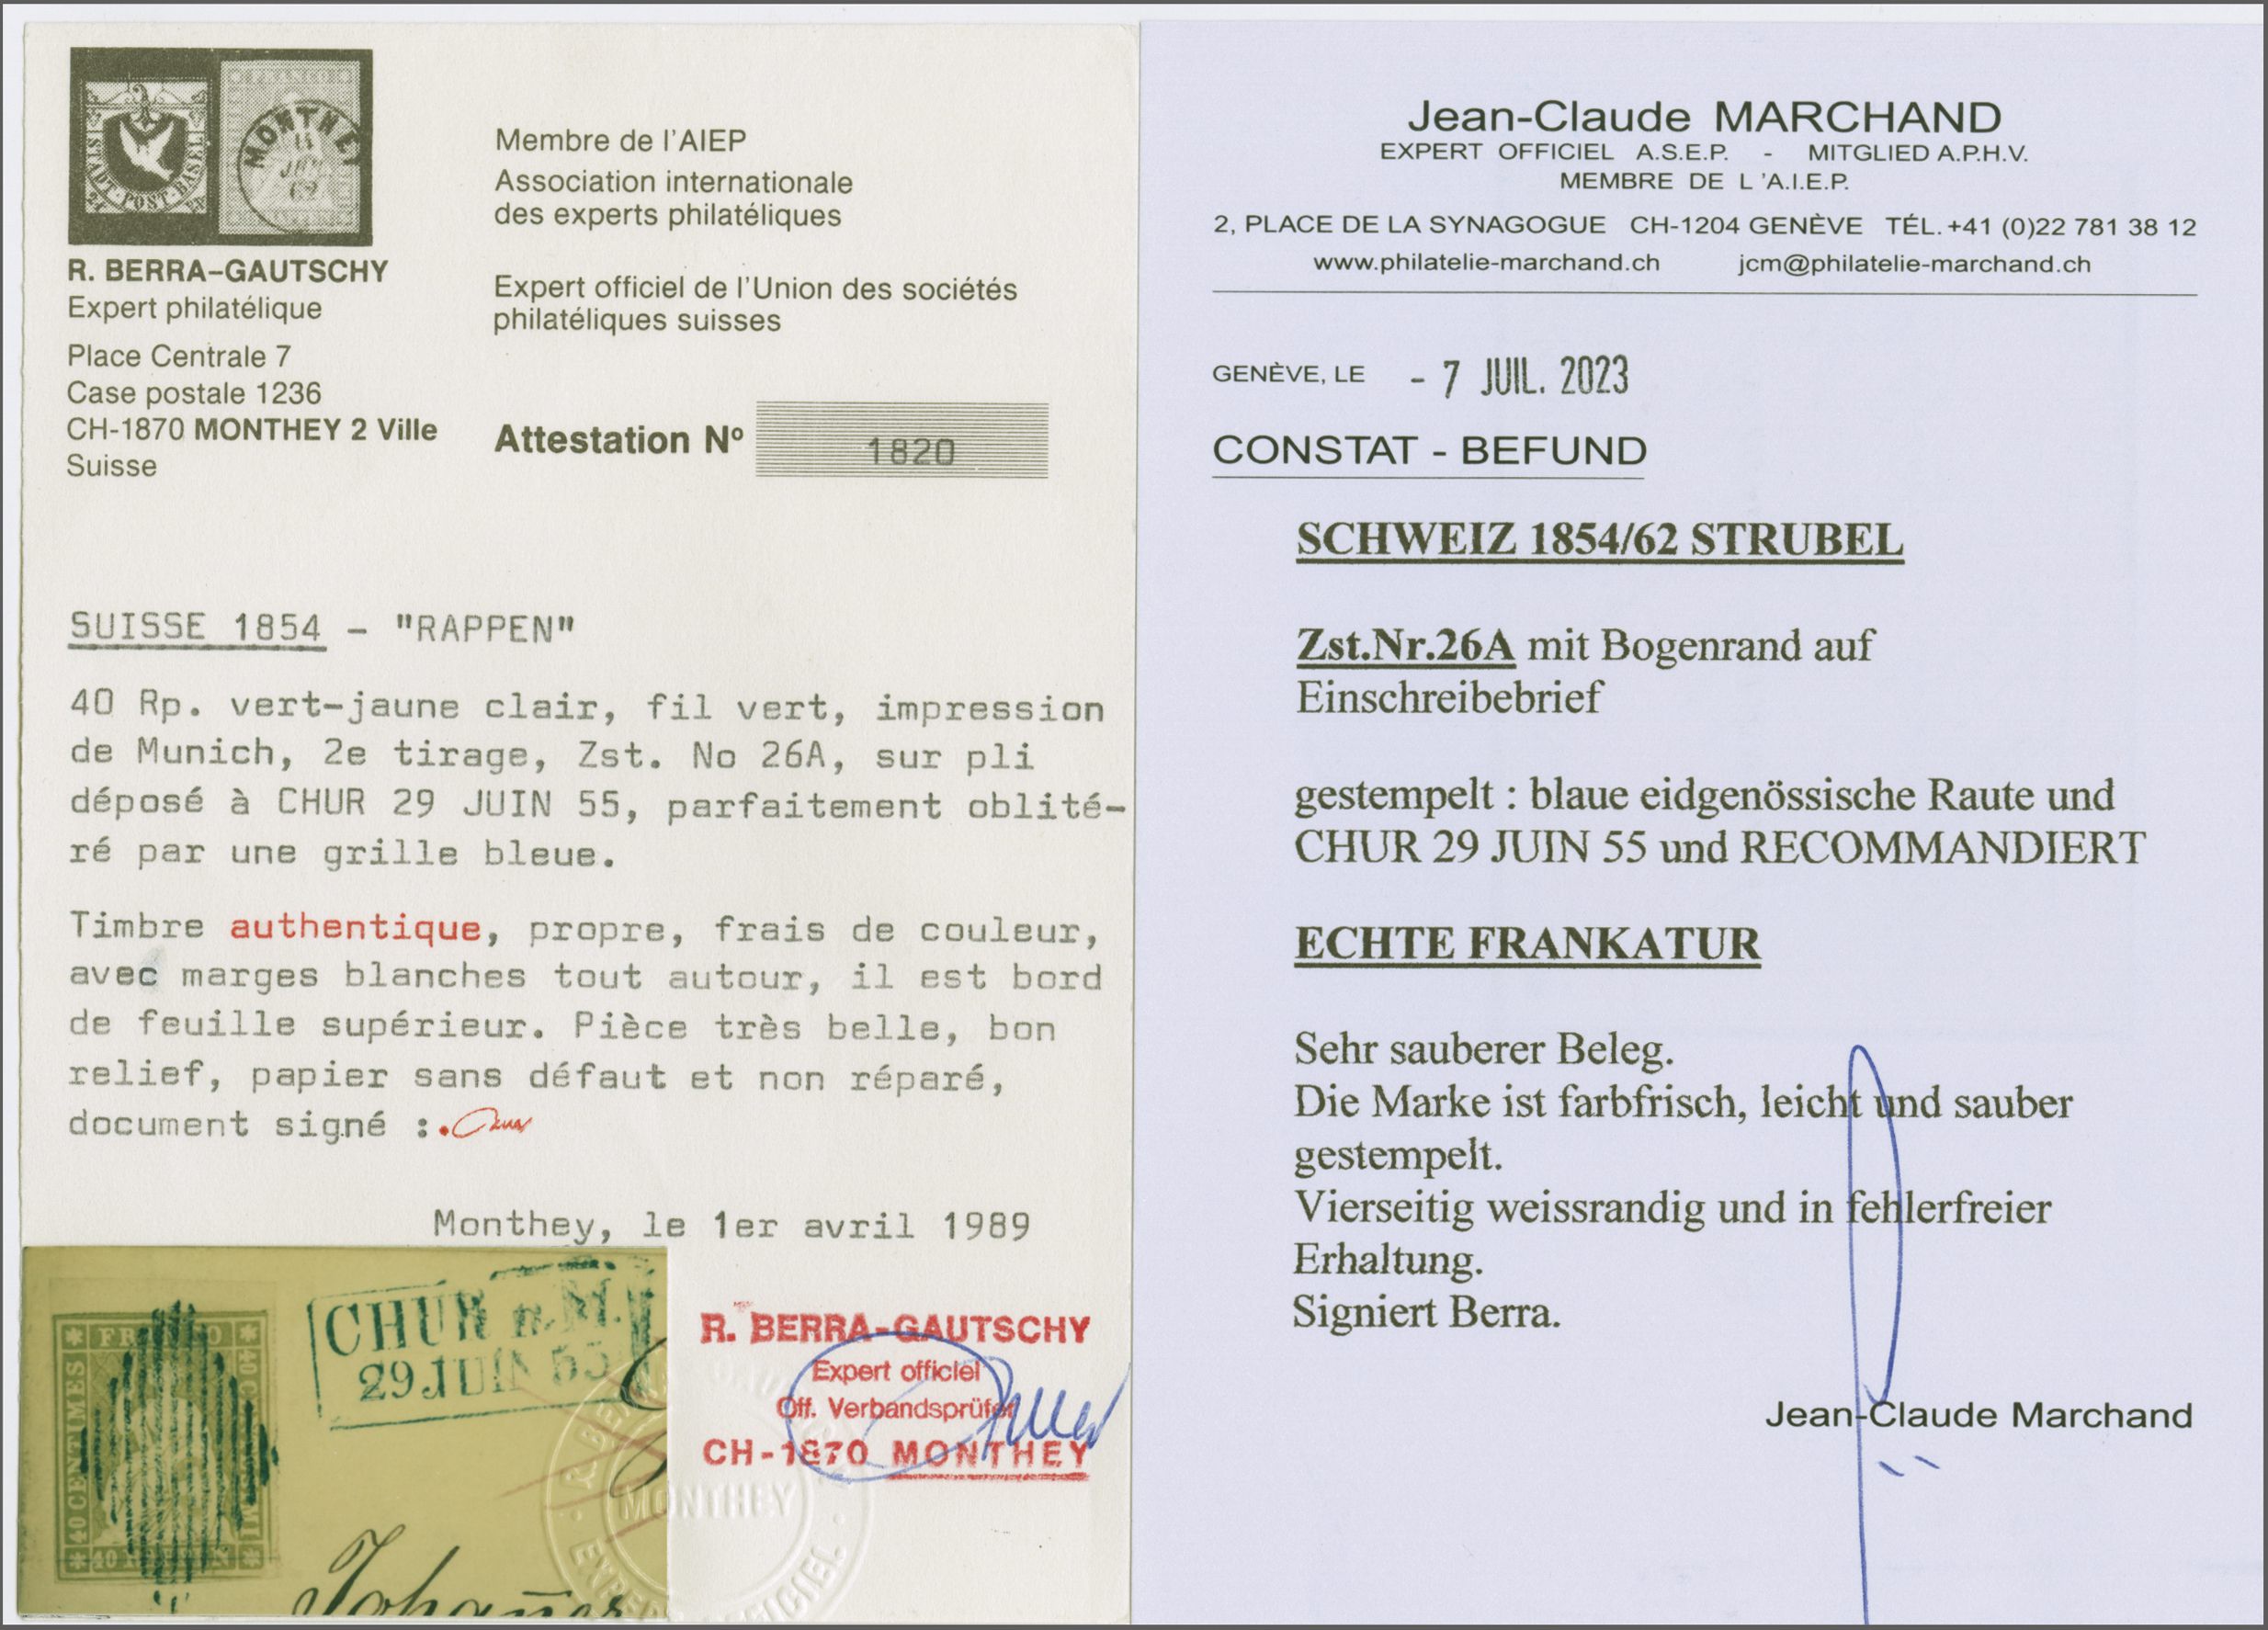 STADT-POST-BASEL
MONTHEY
R. BERRA-GAUTSCHY
Expert philatélique
Place Centrale 7
Case postale 1236
CH-1870 MONTHEY 2 Ville
Suisse
Membre de l'AIEP
Association internationale
des experts philatéliques
Expert officiel de l'Union des sociétés
philatéliques suisses
Attestation Nº 1820
SUISSE 1854 - "RAPPEN"
40 Rp. vert-jaune clair, fil vert, impression
de Munich, 2e tirage, Zst. No 26A, sur pli
déposé à CHUR 29 JUIN 55, parfaitement oblité-
ré par une grille bleue.
Timbre authentique, propre, frais de couleur,
avec marges blanches tout autour, il est bord
de feuille supérieur. Pièce très belle, bon
relief, papier sans défaut et non réparé,
document signé :.
Monthey, le 1er avril 1989
CHUR n.M.
29 JUIN 55
40 CENTIMES
R. BERRA-GAUTSCHY
Expert officiel
Off. Verbandsprüfer
CH-1870 MONTHEY
MONTHEY
Jean-Claude MARCHAND
EXPERT OFFICIEL A.S.E.P. - MITGLIED A.P.H.V.
MEMBRE DE L 'A.I.E.P.
2, PLACE DE LA SYNAGOGUE CH-1204 GENÈVE TÉL. +41 (0)22 781 38 12
www.philatelie-marchand.ch jcm@philatelie-marchand.ch
GENÈVE, LE - 7 JUIL. 2023
CONSTAT - BEFUND
SCHWEIZ 1854/62 STRUBEL
Zst.Nr.26A mit Bogenrand auf
Einschreibebrief
gestempelt : blaue eidgenössische Raute und
CHUR 29 JUIN 55 und RECOMMANDIERT
ECHTE FRANKATUR
Sehr sauberer Beleg.
Die Marke ist farbfrisch, leicht und sauber
gestempelt.
Vierseitig weissrandig und in fehlerfreier
Erhaltung.
Signiert Berra.
Jean-Claude Marchand